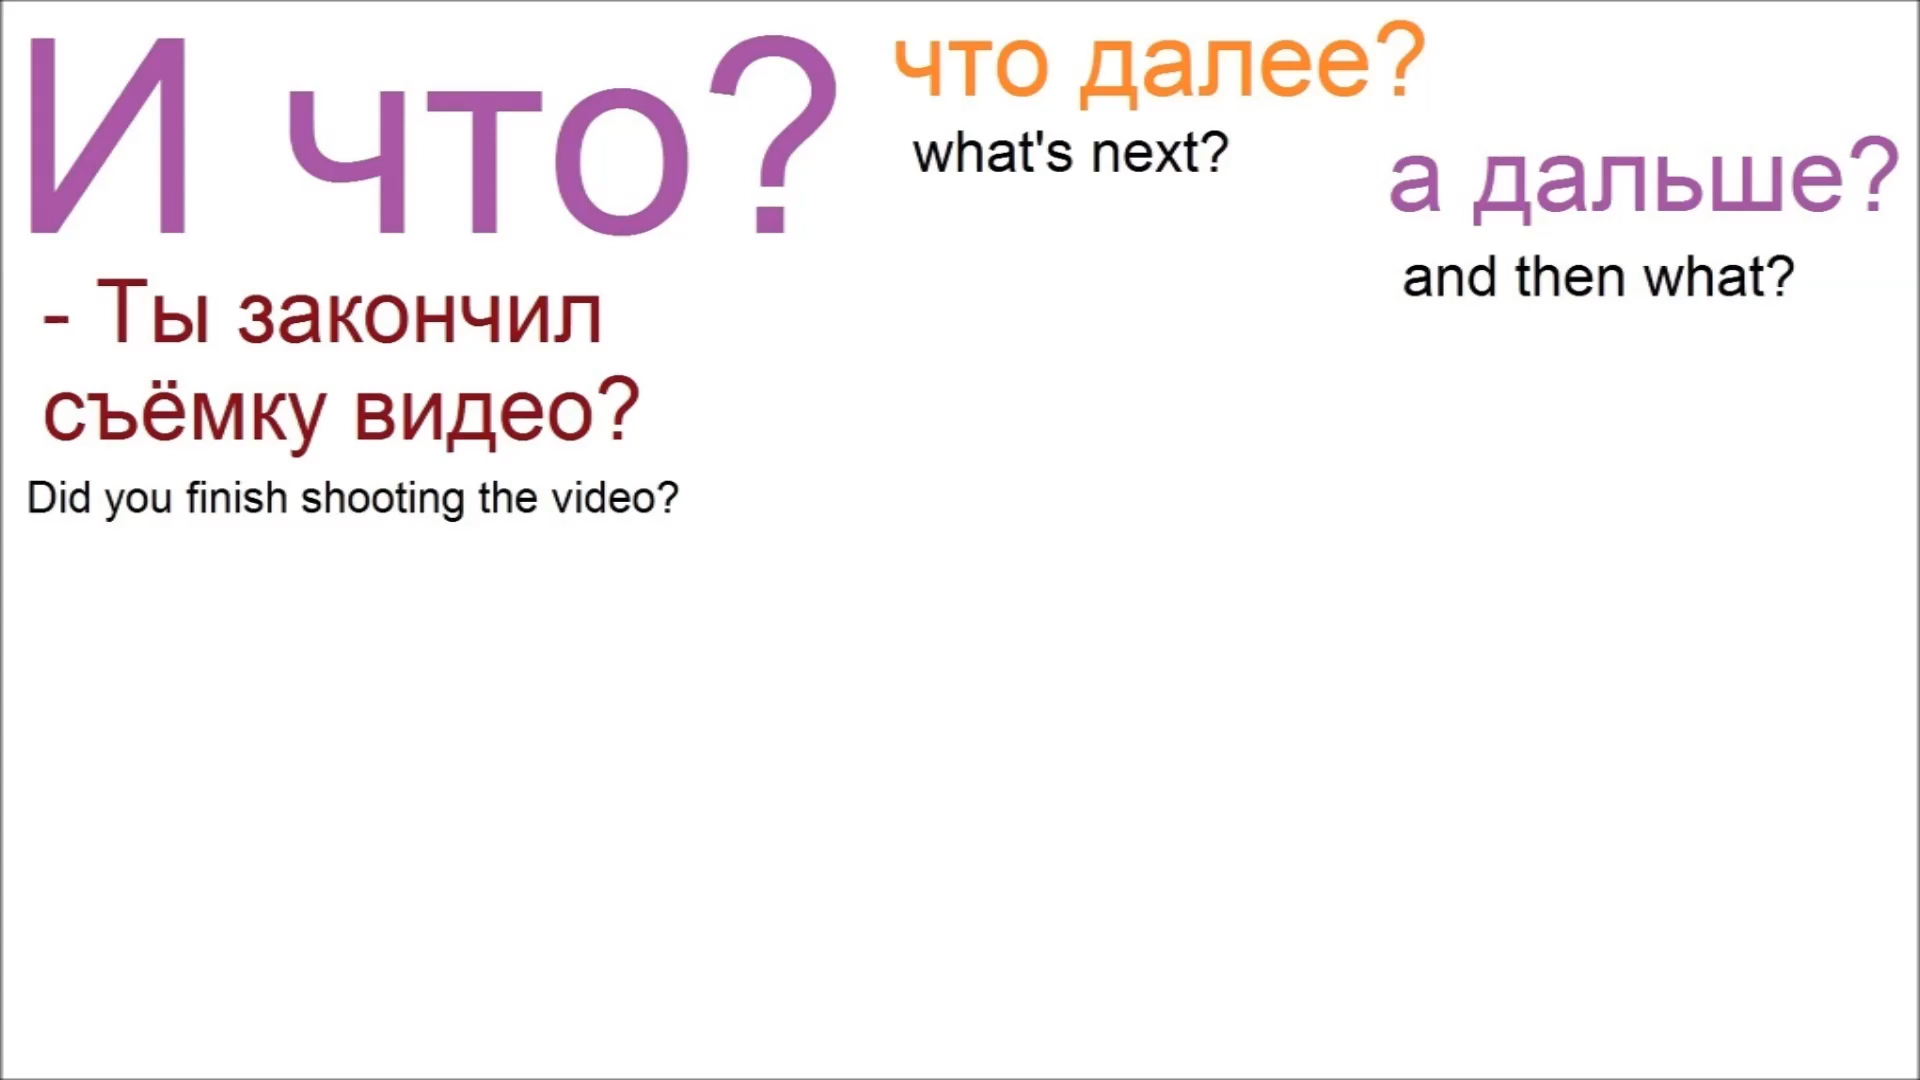 И что?
что далее?
what's next?
а дальше?
and then what?
- Ты закончил
съёмку видео?
Did you finish shooting the video?